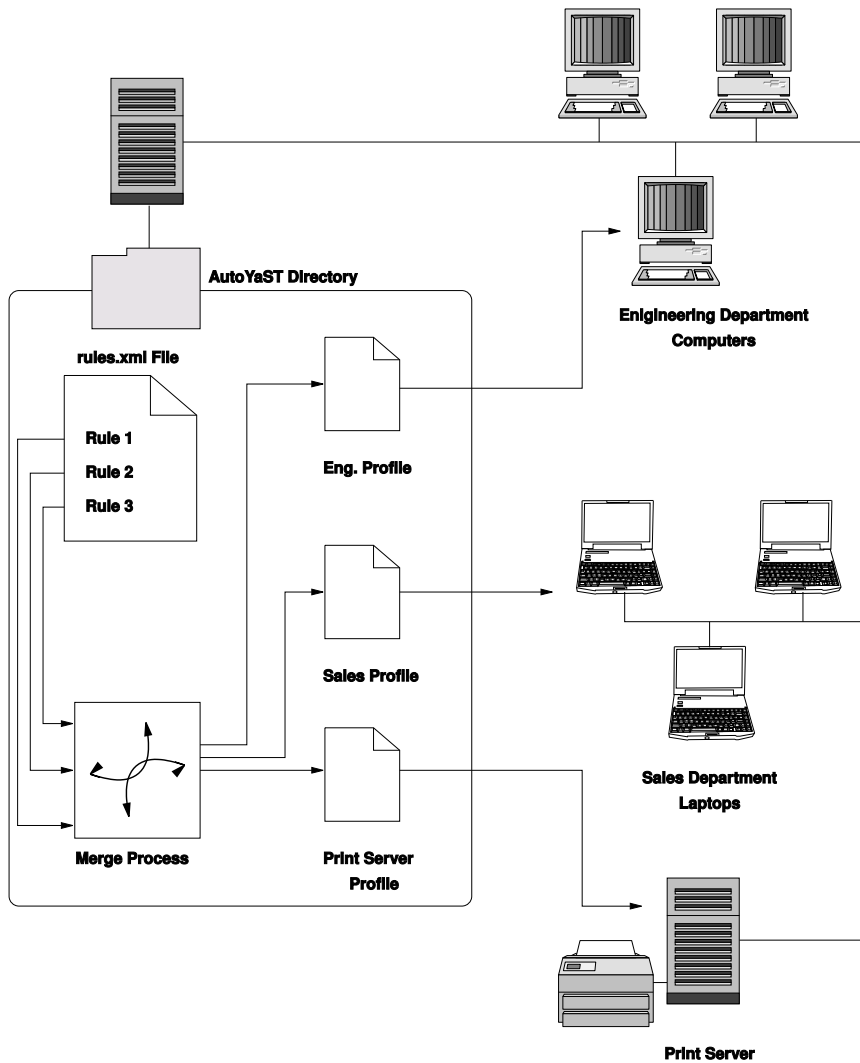 AutoYaST Directory
rules.xml File
Rule 1
Rule 2
Rule 3
Eng. Profile
Enigineering Department
Computers
Sales Profile
Sales Department
Laptops
Merge Process
Print Server
Profile
Print Server